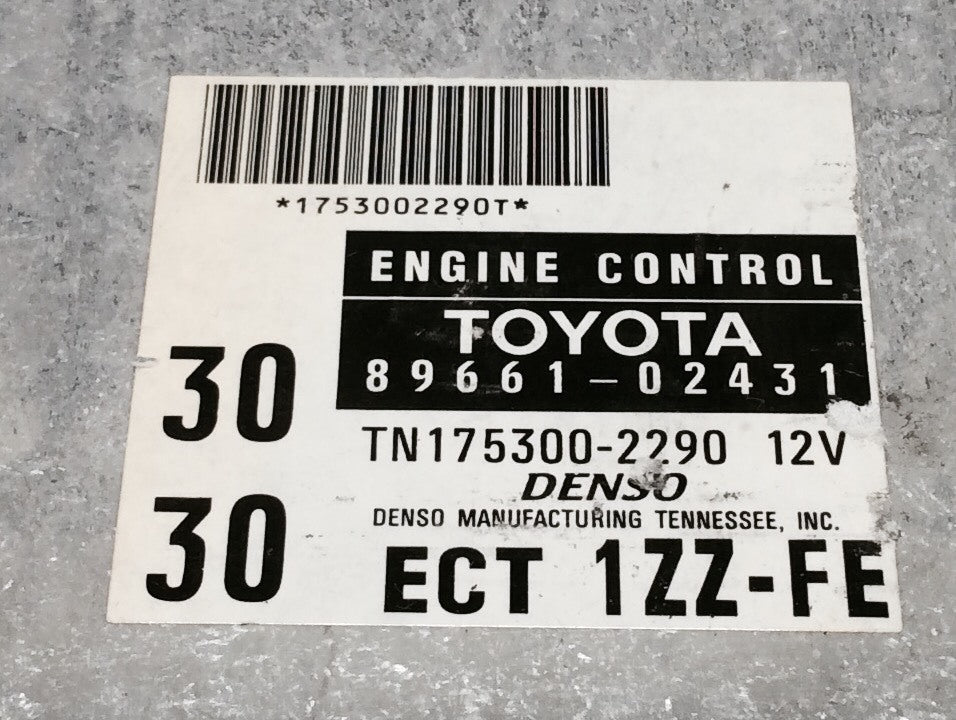 *1753002290T*
ENGINE CONTROL
TOYOTA
89661-02431
30
TN175300-2290 12V
DENSO
DENSO MANUFACTURING TENNESSEE, INC.
30
ECT 1ZZ-FE